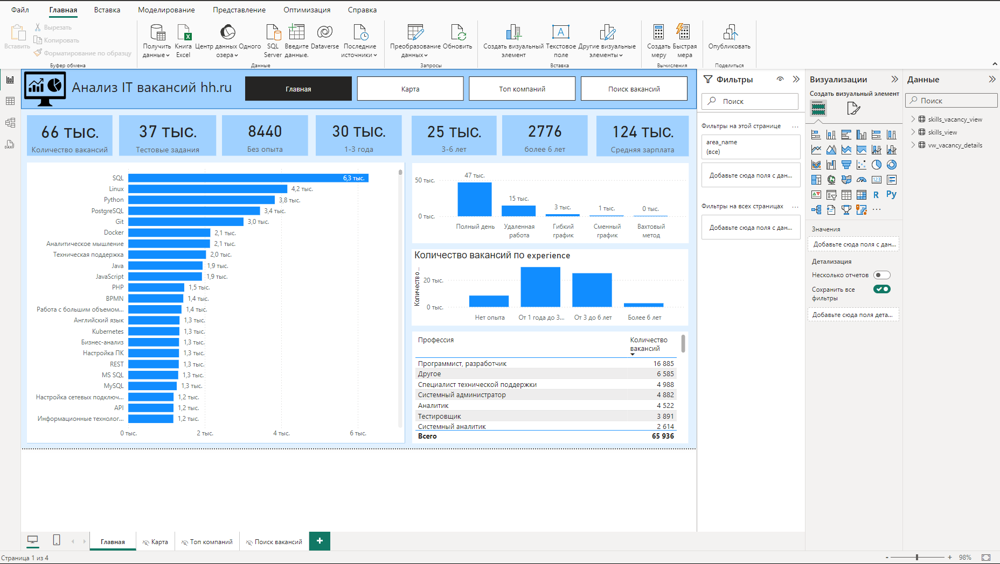 Файл Главная Вставка Моделирование Представление Оптимизация Справка
Вставить
Вырезать
Копировать
Форматирование по образцу
Буфер обмена
Получить данные
Книга Excel
Центр данных Одного озера
SQL Server
Введите данные.
Dataverse
Последние источники
Данные
Преобразование данных
Обновить
Запросы
Создать визуальный элемент
Текстовое поле
A
Другие визуальные элементы
Вставка
Создать меру
Быстрая мера
Вычисления
Опубликовать
Поделиться
Анализ IT вакансий hh.ru
Главная
Карта
Топ компаний
Поиск вакансий
66 тыс.
Количество вакансий
37 тыс.
Тестовые задания
8440
Без опыта
30 тыс.
1-3 года
25 тыс.
3-6 лет
2776
более 6 лет
124 тыс.
Средняя зарплата
SQL 6,3 тыс.
Linux 4,2 тыс.
Python 3,8 тыс.
PostgreSQL 3,4 тыс.
Git 3,0 тыс.
Docker 2,1 тыс.
Аналитическое мышление 2,1 тыс.
Техническая поддержка 2,0 тыс.
Java 1,9 тыс.
JavaScript 1,9 тыс.
PHP 1,5 тыс.
BPMN 1,4 тыс.
Работа с большим объемом... 1,4 тыс.
Английский язык 1,3 тыс.
Kubernetes 1,3 тыс.
Бизнес-анализ 1,3 тыс.
Настройка ПК 1,3 тыс.
REST 1,3 тыс.
MS SQL 1,3 тыс.
MySQL 1,3 тыс.
Настройка сетевых подключ... 1,2 тыс.
API 1,2 тыс.
Информационные технолог... 1,2 тыс.
0 тыс. 2 тыс. 4 тыс. 6 тыс.
50 тыс.
0 тыс.
47 тыс. 15 тыс. 3 тыс. 1 тыс. 0 тыс.
Полный день Удаленная Гибкий Сменный Вахтовый
работа график график метод
Количество вакансий по experience
Количество...
20 тыс.
0 тыс.
Нет опыта От 1 года до 3... От 3 до 6 лет Более 6 лет
Профессия Количество
вакансий
Программист, разработчик 16 885
Другое 6 585
Специалист технической поддержки 4 988
Системный администратор 4 882
Аналитик 4 522
Тестировщик 3 891
Системный аналитик 2 614
Всего 65 936
Фильтры
Поиск
Фильтры на этой странице ...
area_name
(все)
Добавьте сюда поля с дан...
Фильтры на всех страницах ...
Добавьте сюда поля с дан...
Визуализации
Создать визуальный элемент
123
R Py
...
Значения
Добавьте сюда поля с дан...
Детализация
Несколько отчетов
Сохранить все
фильтры
Добавьте сюда поля дета...
Данные
Поиск
skills_vacancy_view
skills_view
vw_vacancy_details
DAX
Главная Карта Топ компаний Поиск вакансий +
Страница 1 из 4
- + 98%